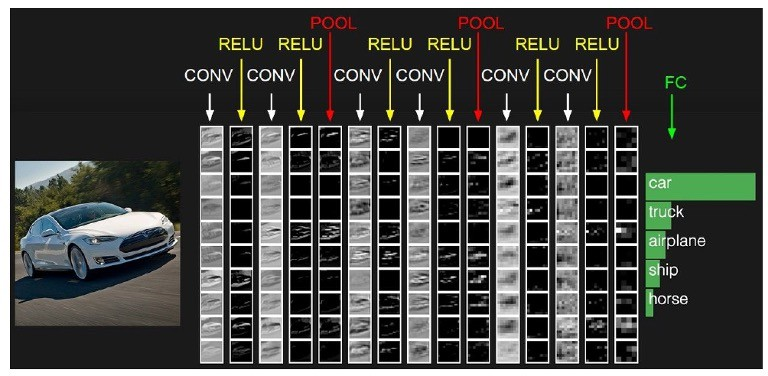 POOL POOL POOL
RELU RELU RELU RELU RELU RELU
CONV CONV CONV CONV CONV CONV
FC
car
truck
airplane
ship
horse